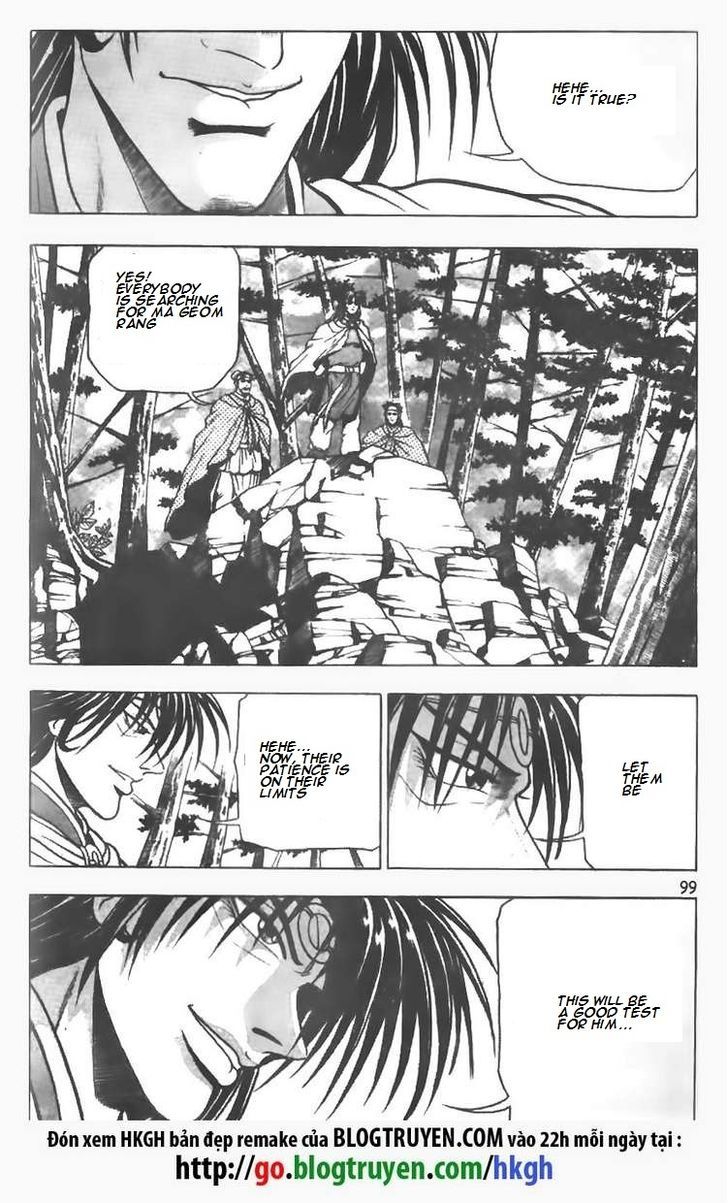 HEHE...
IS IT TRUE?
YES!
EVERYBODY
IS SEARCHING
FOR MA GEOM
RANG
HEHE...
NOW, THEIR
PATIENCE IS
ON THEIR
LIMITS
LET
THEM
BE
99
THIS WILL BE
A GOOD TEST
FOR HIM...
Đón xem HKGH bản đẹp remake của BLOGTRUYEN.COM vào 22h mỗi ngày tại :
http://go.blogtruyen.com/hkgh